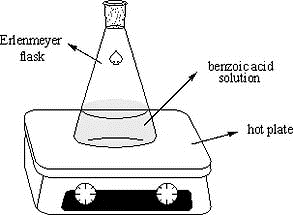 Erlenmeyer
flask
benzoic acid
solution
hot plate